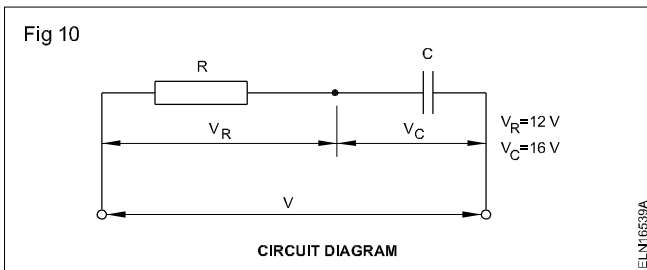 Fig 10
R
C
VR
VC
VR=12 V
VC=16 V
V
CIRCUIT DIAGRAM
ELN16539A